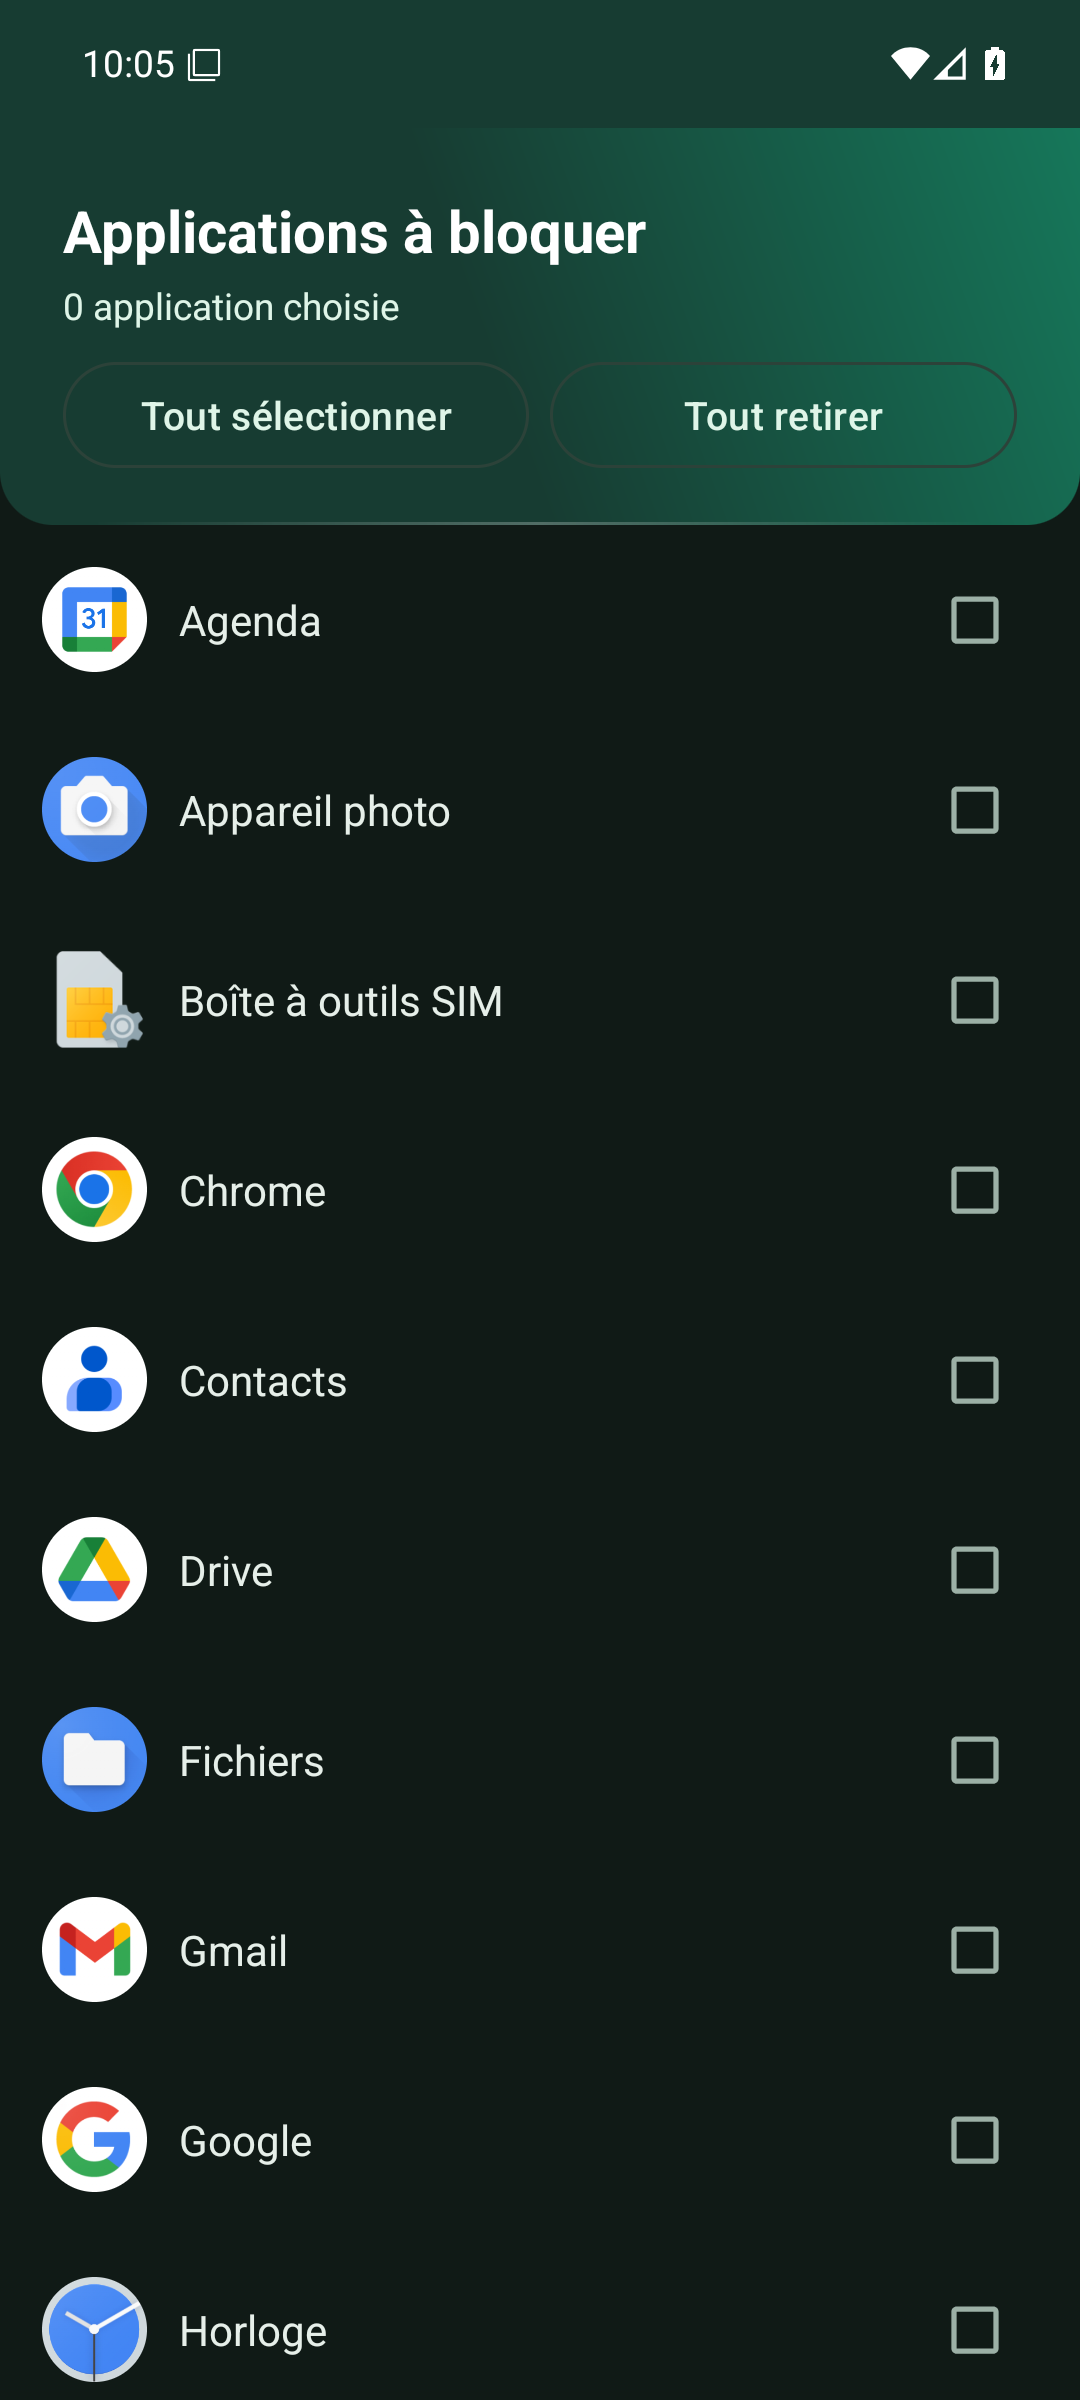 10:05
Applications à bloquer
0 application choisie
Tout sélectionner
Tout retirer
31
Agenda
Appareil photo
Boîte à outils SIM
Chrome
Contacts
Drive
Fichiers
Gmail
Google
Horloge